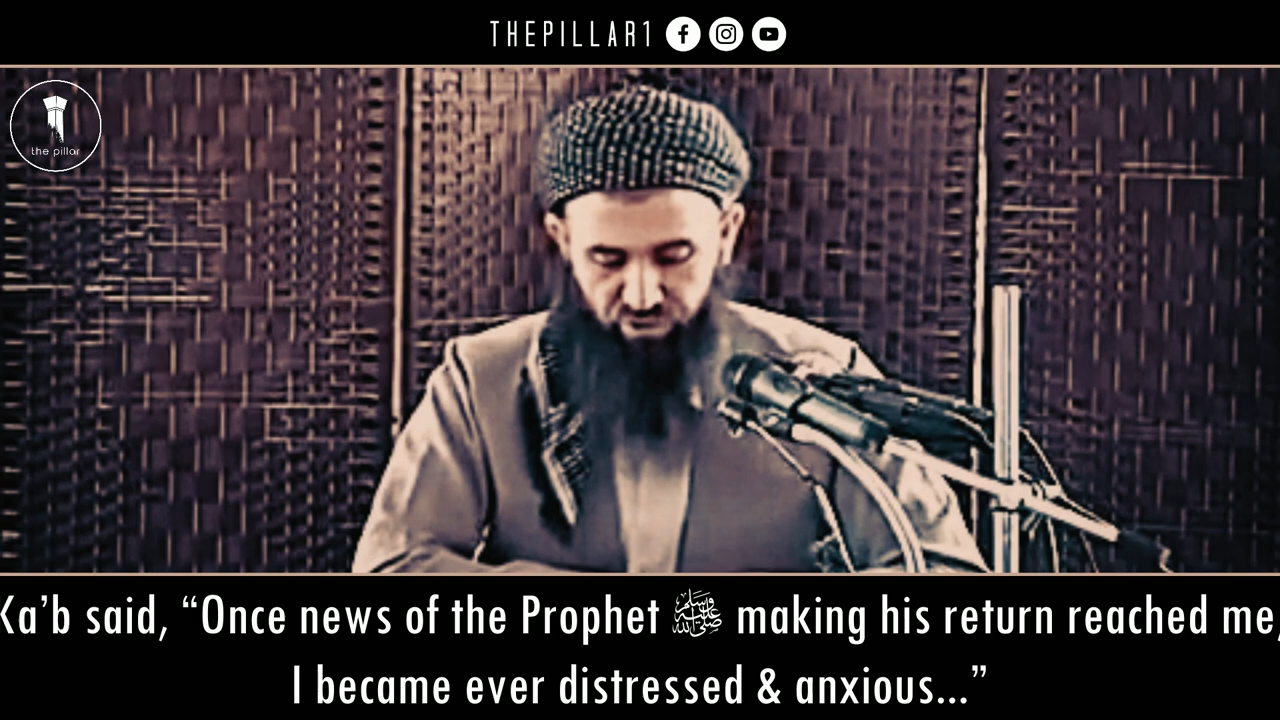 THEPILLAR1
the pillar
Ka’b said, “Once news of the Prophet ﷺ making his return reached me,
I became ever distressed & anxious...”